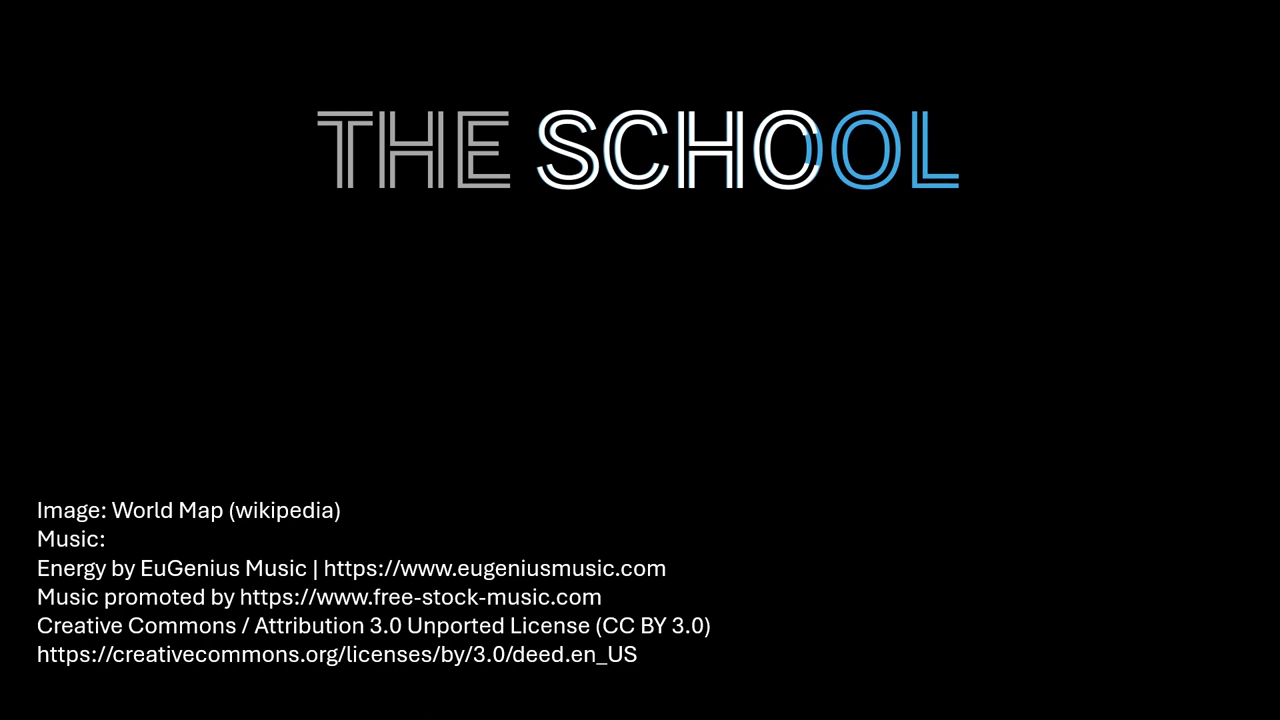 THE SCHOOL
Image: World Map (wikipedia)
Music:
Energy by EuGenius Music | https://www.eugeniusmusic.com
Music promoted by https://www.free-stock-music.com
Creative Commons / Attribution 3.0 Unported License (CC BY 3.0)
https://creativecommons.org/licenses/by/3.0/deed.en_US